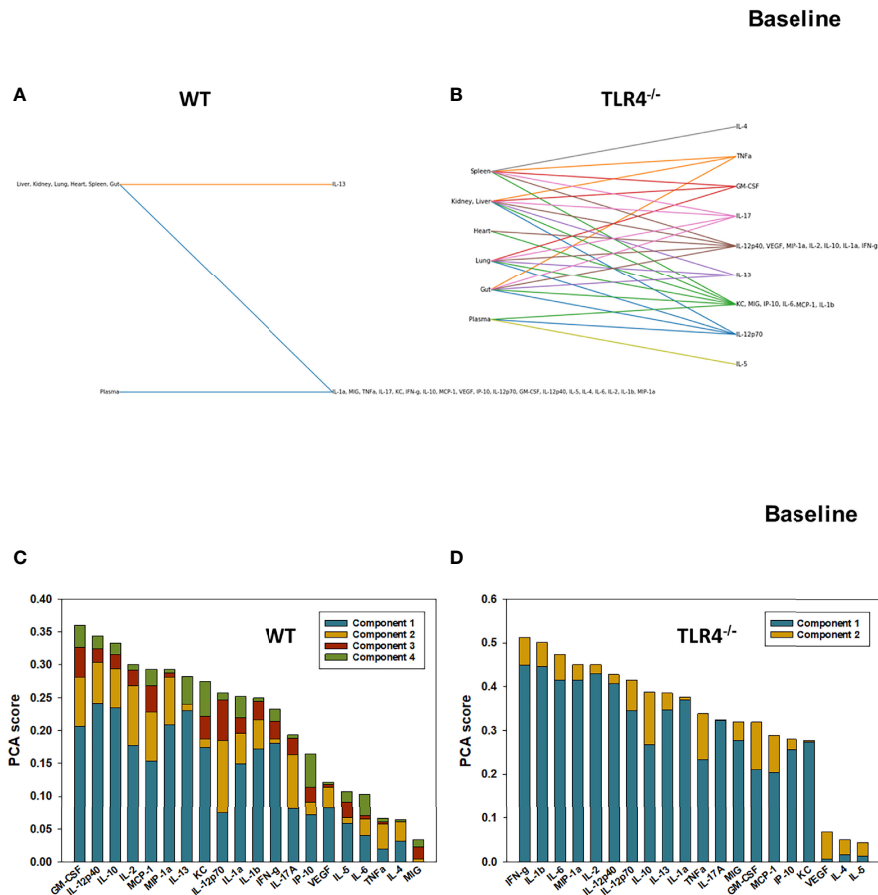 Baseline
A
WT
B
TLR4-/-
Liver, Kidney, Lung, Heart, Spleen, Gut
IL-13
Plasma
IL-1a, MIG, TNFa, IL-17, KC, IFN-g, IL-10, MCP-1, VEGF, IP-10, IL-12p70, GM-CSF, IL-12p40, IL-5, IL-4, IL-6, IL-2, IL-1b, MIP-1a
IL-4
TNFa
Spleen
GM-CSF
Kidney, Liver
IL-17
Heart
IL-12p40, VEGF, MIP-1a, IL-2, IL-10, IL-1a, IFN-g
Lung
IL-13
Gut
KC, MIG, IP-10, IL-6, MCP-1, IL-1b
Plasma
IL-12p70
IL-5
Baseline
C
D
PCA score
0.40
0.35
0.30
0.25
0.20
0.15
0.10
0.05
0.00
WT
Component 1
Component 2
Component 3
Component 4
GM-CSF
IL-12p40
IL-10
IL-2
MCP-1
MIP-1a
IL-13
KC
IL-12p70
IL-1a
IL-1b
IFN-g
IL-17A
IP-10
VEGF
IL-5
IL-6
TNFa
IL-4
MIG
PCA score
0.6
0.5
0.4
0.3
0.2
0.1
0.0
TLR4-/-
Component 1
Component 2
IFN-g
IL-1b
IL-6
MIP-1a
IL-2
IL-12p40
IL-12p70
IL-10
IL-13
IL-1a
TNFa
IL-17A
MIG
GM-CSF
MCP-1
IP-10
KC
VEGF
IL-4
IL-5